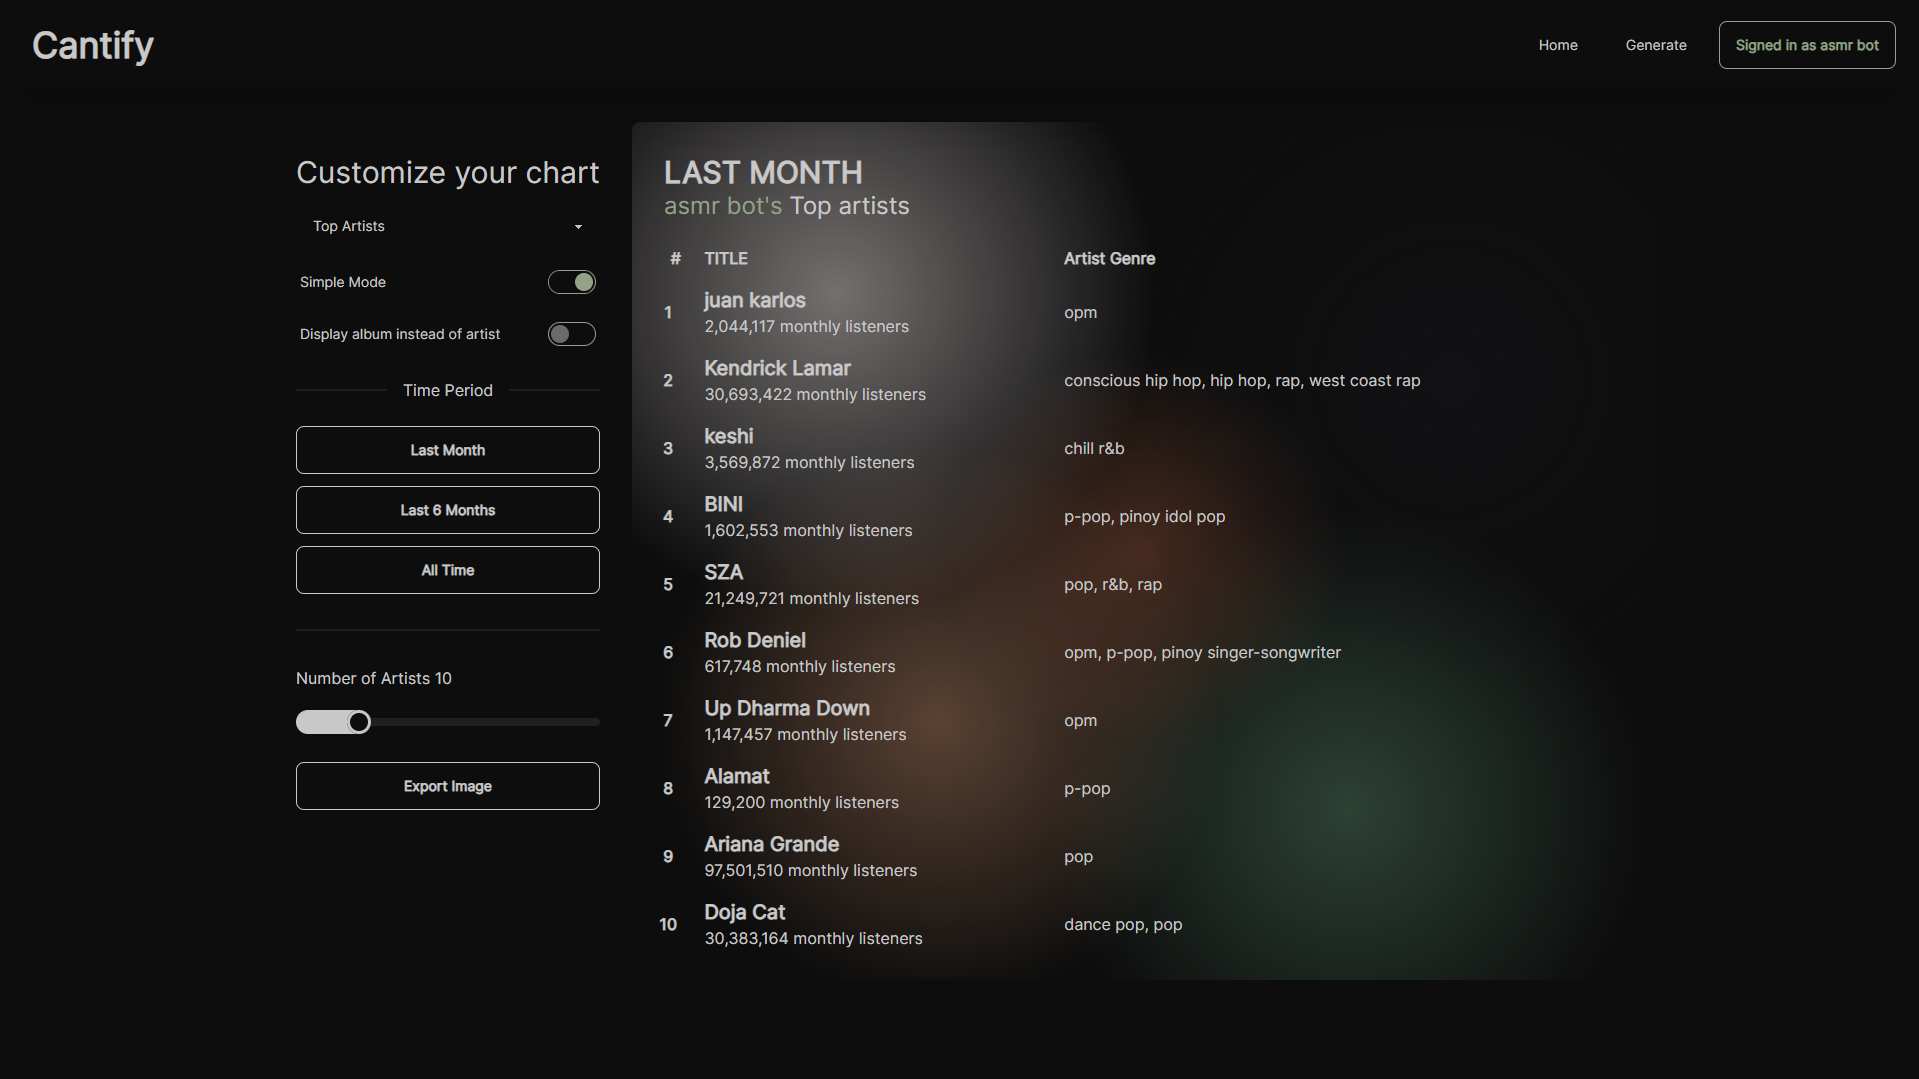 Cantify
Home
Generate
Signed in as asmr bot
Customize your chart
Top Artists
Simple Mode
Display album instead of artist
Time Period
Last Month
Last 6 Months
All Time
Number of Artists 10
Export Image
LAST MONTH
asmr bot's Top artists
# TITLE Artist Genre
1 juan karlos
2,044,117 monthly listeners
opm
2 Kendrick Lamar
30,693,422 monthly listeners
conscious hip hop, hip hop, rap, west coast rap
3 keshi
3,569,872 monthly listeners
chill r&b
4 BINI
1,602,553 monthly listeners
p-pop, pinoy idol pop
5 SZA
21,249,721 monthly listeners
pop, r&b, rap
6 Rob Deniel
617,748 monthly listeners
opm, p-pop, pinoy singer-songwriter
7 Up Dharma Down
1,147,457 monthly listeners
opm
8 Alamat
129,200 monthly listeners
p-pop
9 Ariana Grande
97,501,510 monthly listeners
pop
10 Doja Cat
30,383,164 monthly listeners
dance pop, pop